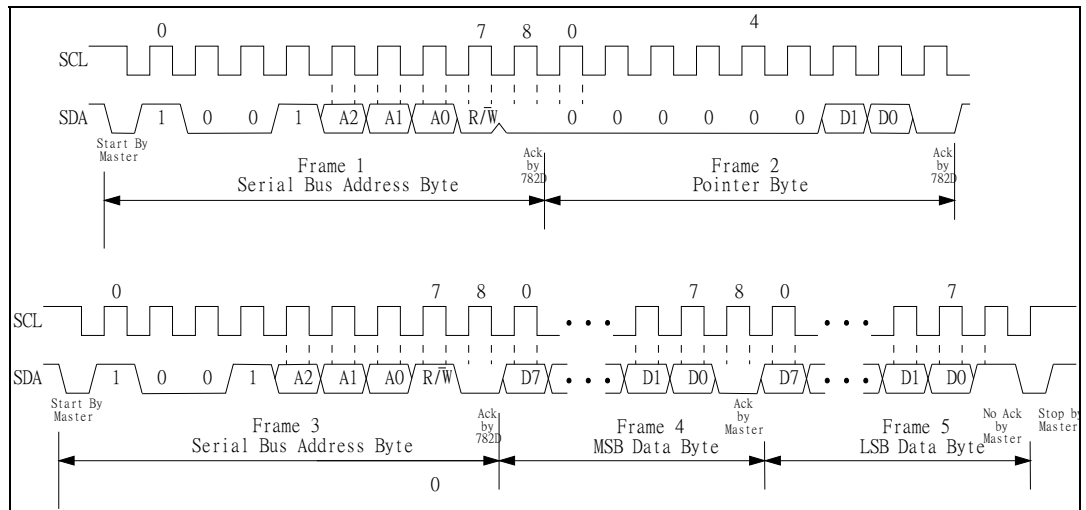 0 7 8 0 4
SCL
SDA 1 0 0 1 A2 A1 A0 R/W̅ 0 0 0 0 0 0 D1 D0
Start By
Master
Ack
by
782D
Ack
by
782D
Frame 1
Serial Bus Address Byte
Frame 2
Pointer Byte
0 7 8 0 7 8 0 7
SCL • • • • • •
SDA 1 0 0 1 A2 A1 A0 R/W̅ D7 • • • D1 D0 D7 • • • D1 D0
Start By
Master
Ack
by
782D
Ack
by
Master
No Ack
by
Master
Stop by
Master
Frame 3
Serial Bus Address Byte
Frame 4
MSB Data Byte
Frame 5
LSB Data Byte
0